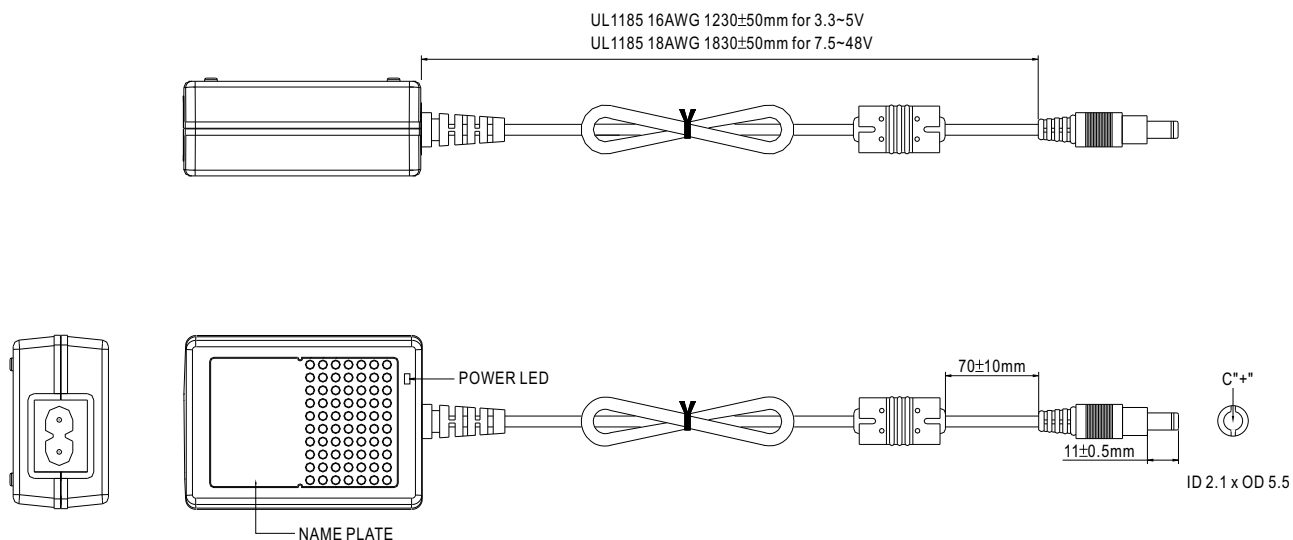 UL1185 16AWG 1230±50mm for 3.3~5V
UL1185 18AWG 1830±50mm for 7.5~48V
POWER LED
70±10mm
C"+"
11±0.5mm
ID 2.1 x OD 5.5
NAME PLATE